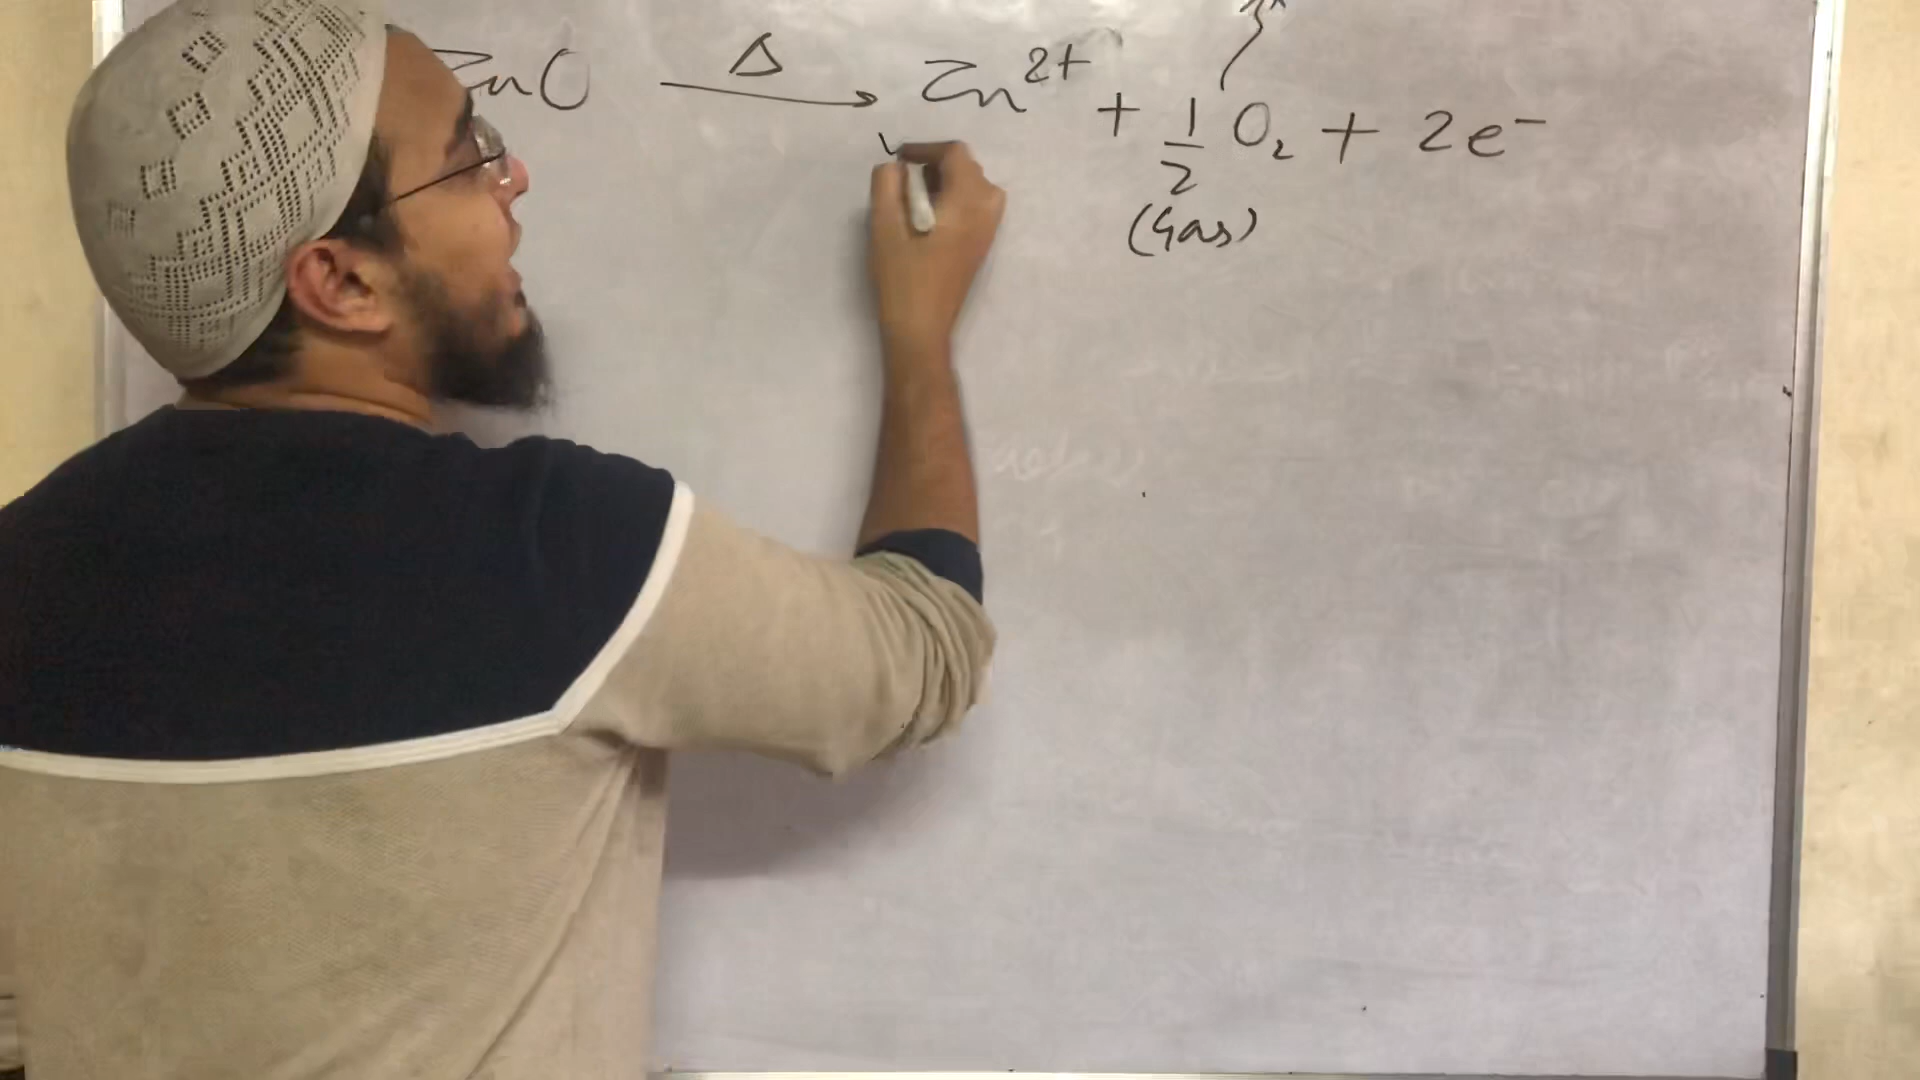 ZnO —Δ→ Zn²⁺ + 1/2 O₂ + 2e⁻
(Gas)